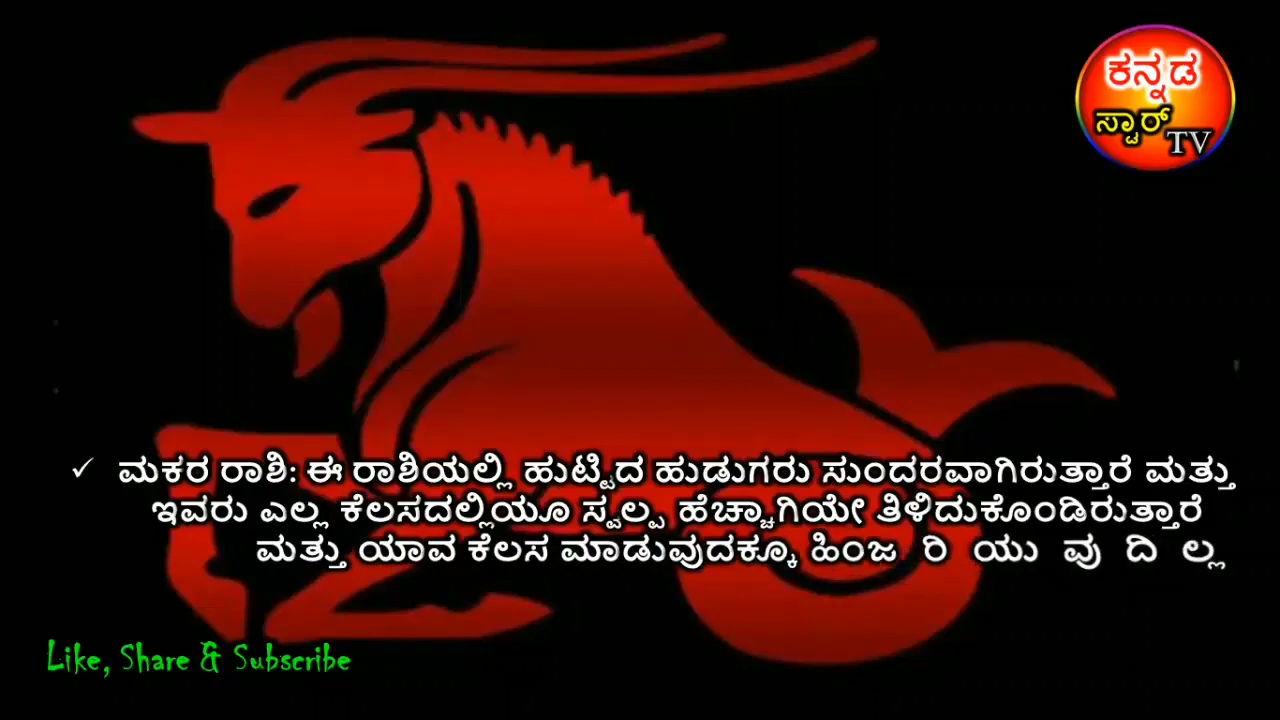 ಕನ್ನಡ
ಸ್ಟಾರ್
TV
✓ ಮಕರ ರಾಶಿ: ಈ ರಾಶಿಯಲ್ಲಿ ಹುಟ್ಟಿದ ಹುಡುಗರು ಸುಂದರವಾಗಿರುತ್ತಾರೆ ಮತ್ತು
ಇವರು ಎಲ್ಲ ಕೆಲಸದಲ್ಲಿಯೂ ಸ್ವಲ್ಪ ಹೆಚ್ಚಾಗಿಯೇ ತಿಳಿದುಕೊಂಡಿರುತ್ತಾರೆ
ಮತ್ತು ಯಾವ ಕೆಲಸ ಮಾಡುವುದಕ್ಕೂ ಹಿಂಜ ರಿ ಯು ವು ದಿ ಲ್ಲ
Like, Share & Subscribe